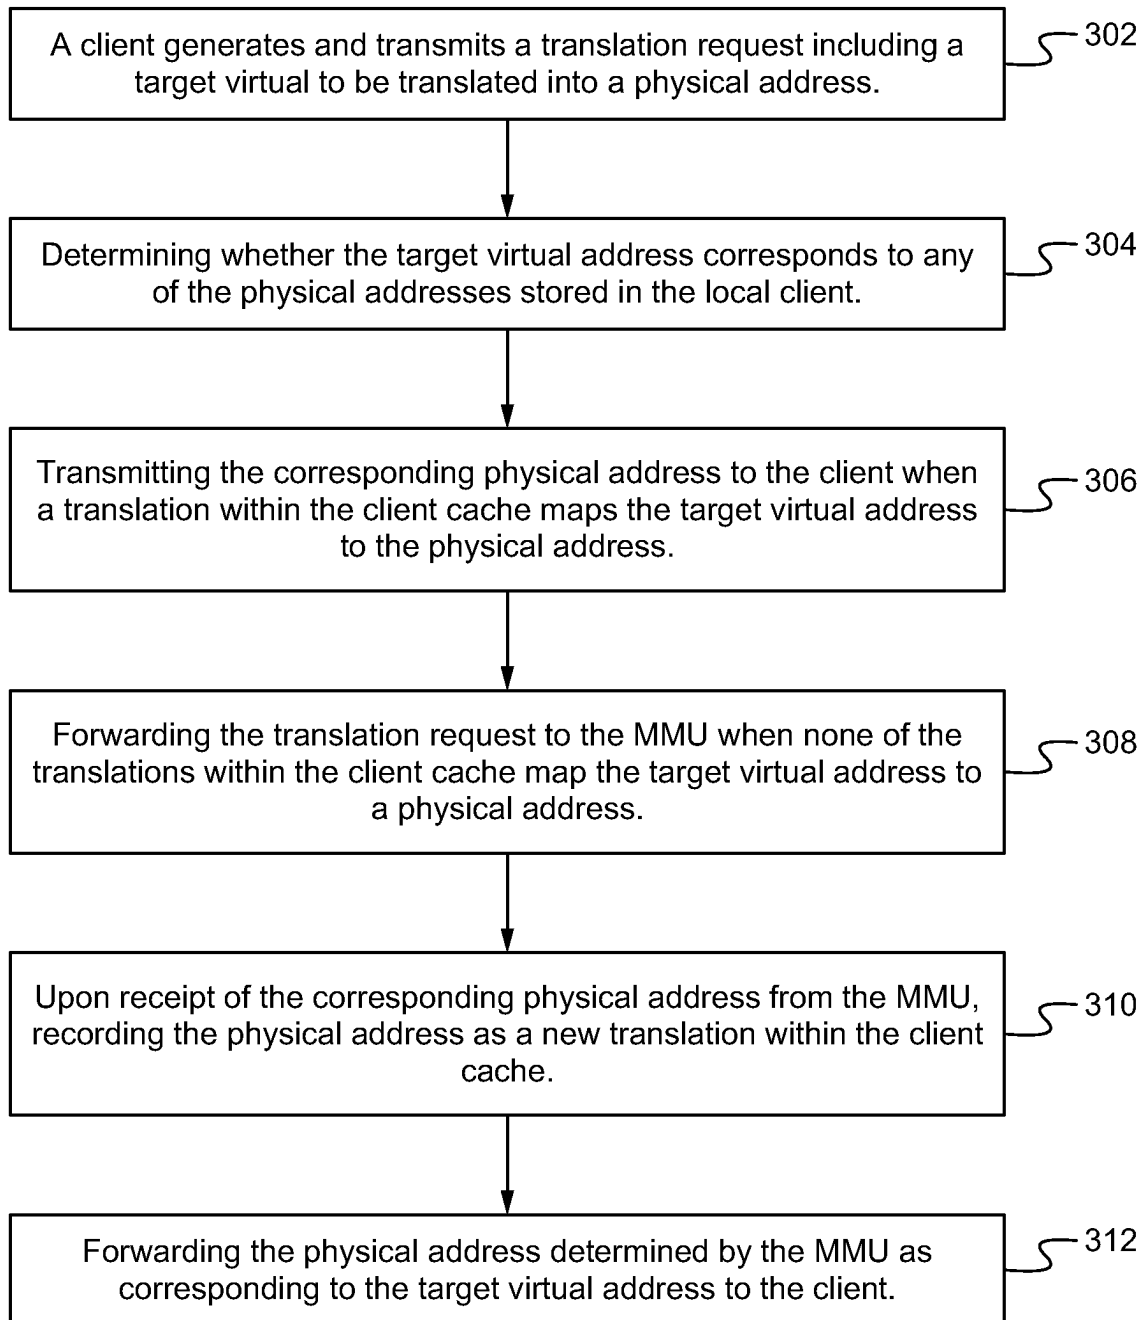 A client generates and transmits a translation request including a
target virtual to be translated into a physical address.
302
Determining whether the target virtual address corresponds to any
of the physical addresses stored in the local client.
304
Transmitting the corresponding physical address to the client when
a translation within the client cache maps the target virtual address
to the physical address.
306
Forwarding the translation request to the MMU when none of the
translations within the client cache map the target virtual address to
a physical address.
308
Upon receipt of the corresponding physical address from the MMU,
recording the physical address as a new translation within the client
cache.
310
Forwarding the physical address determined by the MMU as
corresponding to the target virtual address to the client.
312